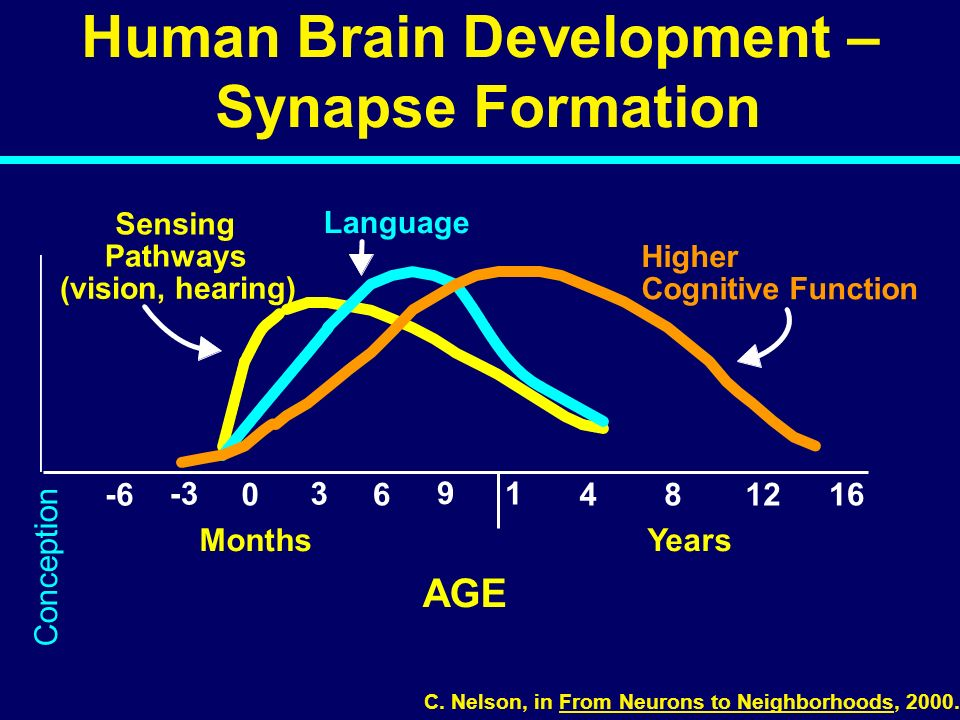 Human Brain Development –
Synapse Formation
Sensing
Pathways
(vision, hearing)
Language
Higher
Cognitive Function
-6 -3 0 3 6 9 1 4 8 12 16
Months Years
AGE
Conception
C. Nelson, in From Neurons to Neighborhoods, 2000.